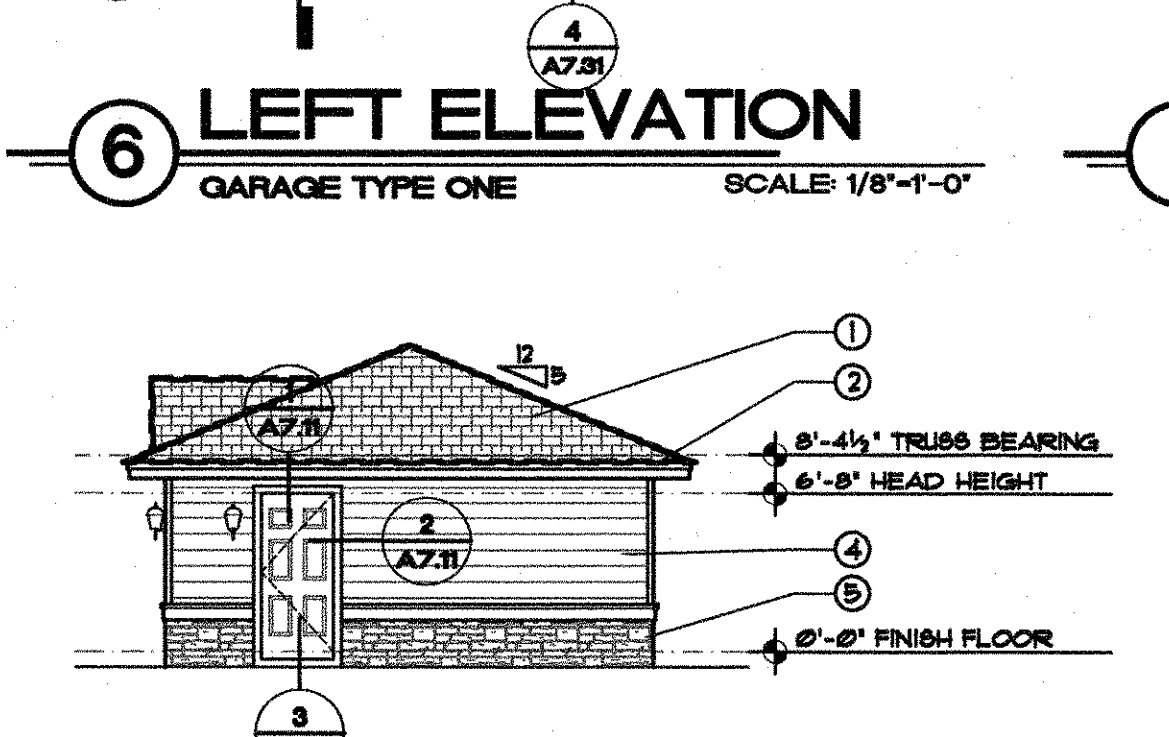 4
A7.31
6
LEFT ELEVATION
GARAGE TYPE ONE
SCALE: 1/8"=1'-0"
1
12
5
2
1
A7.11
8'-4½" TRUSS BEARING
6'-8" HEAD HEIGHT
2
A7.11
4
5
0'-0" FINISH FLOOR
3